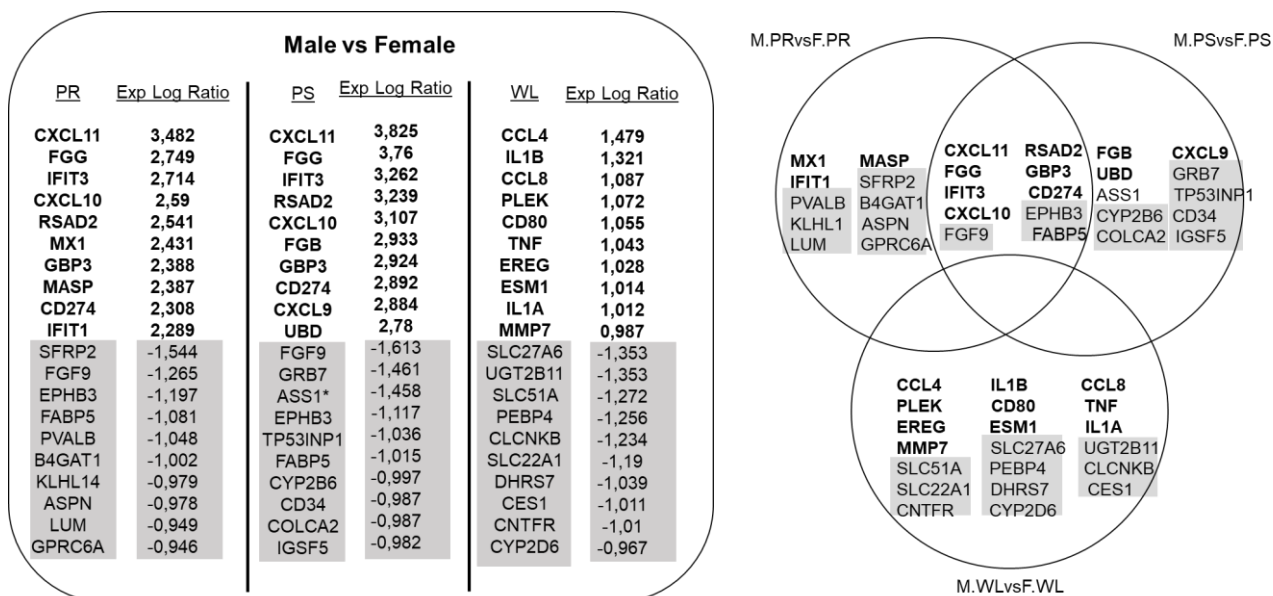 Male vs Female
PR Exp Log Ratio PS Exp Log Ratio WL Exp Log Ratio
CXCL11 3,482 CXCL11 3,825 CCL4 1,479
FGG 2,749 FGG 3,76 IL1B 1,321
IFIT3 2,714 IFIT3 3,262 CCL8 1,087
CXCL10 2,59 RSAD2 3,239 PLEK 1,072
RSAD2 2,541 CXCL10 3,107 CD80 1,055
MX1 2,431 FGB 2,933 TNF 1,043
GBP3 2,388 GBP3 2,924 EREG 1,028
MASP 2,387 CD274 2,892 ESM1 1,014
CD274 2,308 CXCL9 2,884 IL1A 1,012
IFIT1 2,289 UBD 2,78 MMP7 0,987
SFRP2 -1,544 FGF9 -1,613 SLC27A6 -1,353
FGF9 -1,265 GRB7 -1,461 UGT2B11 -1,353
EPHB3 -1,197 ASS1* -1,458 SLC51A -1,272
FABP5 -1,081 EPHB3 -1,117 PEBP4 -1,256
PVALB -1,048 TP53INP1 -1,036 CLCNKB -1,234
B4GAT1 -1,002 FABP5 -1,015 SLC22A1 -1,19
KLHL14 -0,979 CYP2B6 -0,997 DHRS7 -1,039
ASPN -0,978 CD34 -0,987 CES1 -1,011
LUM -0,949 COLCA2 -0,987 CNTFR -1,01
GPRC6A -0,946 IGSF5 -0,982 CYP2D6 -0,967
M.PRvsF.PR M.PSvsF.PS
MX1 MASP
IFIT1 SFRP2
PVALB B4GAT1
KLHL1 ASPN
LUM GPRC6A
CXCL11 RSAD2
FGG GBP3
IFIT3 CD274
CXCL10 EPHB3
FGF9 FABP5
FGB CXCL9
UBD GRB7
ASS1 TP53INP1
CYP2B6 CD34
COLCA2 IGSF5
CCL4 IL1B CCL8
PLEK CD80 TNF
EREG ESM1 IL1A
MMP7 SLC27A6 UGT2B11
SLC51A PEBP4 CLCNKB
SLC22A1 DHRS7 CES1
CNTFR CYP2D6
M.WLvsF.WL